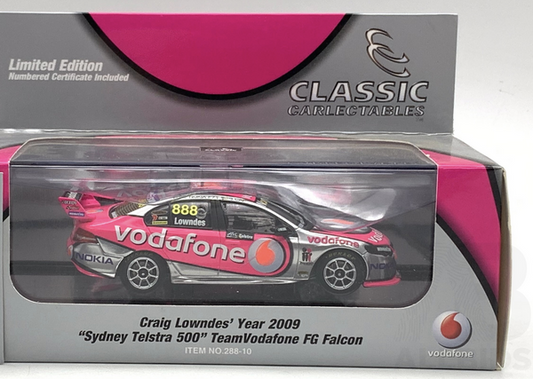 Limited Edition
Numbered Certificate Included
CLASSIC
CARLECTABLES
888
Lowndes
vodafone
vodafone
NOKIA
Craig Lowndes' Year 2009
"Sydney Telstra 500" TeamVodafone FG Falcon
ITEM NO.288-10
vodafone